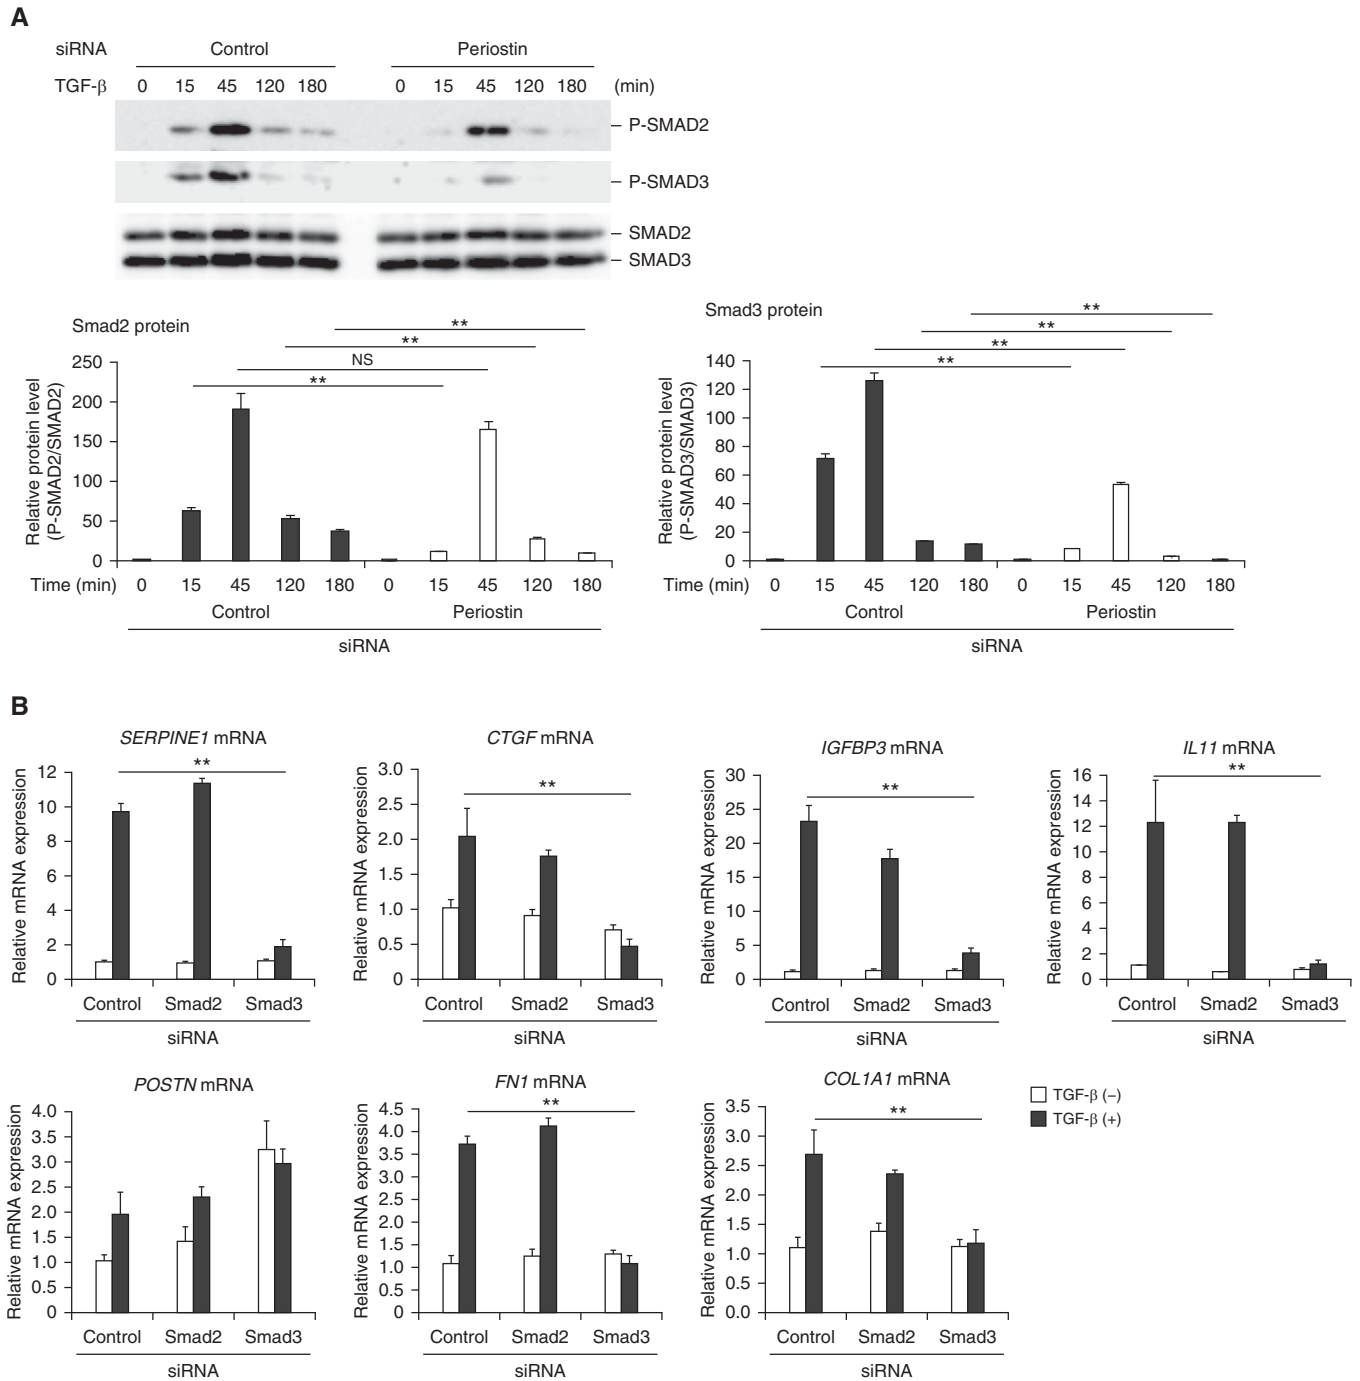 A
siRNA Control Periostin
TGF-β 0 15 45 120 180 0 15 45 120 180 (min)
P-SMAD2
P-SMAD3
SMAD2
SMAD3
Smad2 protein
**
**
NS
**
Relative protein level
(P-SMAD2/SMAD2)
250
200
150
100
50
0
Time (min) 0 15 45 120 180 0 15 45 120 180
Control Periostin
siRNA
Smad3 protein
**
**
**
**
Relative protein level
(P-SMAD3/SMAD3)
140
120
100
80
60
40
20
0
Time (min) 0 15 45 120 180 0 15 45 120 180
Control Periostin
siRNA
B
SERPINE1 mRNA
**
Relative mRNA expression
12
10
8
6
4
2
0
Control Smad2 Smad3
siRNA
CTGF mRNA
**
Relative mRNA expression
3.0
2.5
2.0
1.5
1.0
0.5
0
Control Smad2 Smad3
siRNA
IGFBP3 mRNA
**
Relative mRNA expression
30
25
20
15
10
5
0
Control Smad2 Smad3
siRNA
IL11 mRNA
**
Relative mRNA expression
16
14
12
10
8
6
4
2
0
Control Smad2 Smad3
siRNA
POSTN mRNA
Relative mRNA expression
4.0
3.5
3.0
2.5
2.0
1.5
1.0
0.5
0
Control Smad2 Smad3
siRNA
FN1 mRNA
**
Relative mRNA expression
4.5
4.0
3.5
3.0
2.5
2.0
1.5
1.0
0.5
0
Control Smad2 Smad3
siRNA
COL1A1 mRNA
**
Relative mRNA expression
3.5
3.0
2.5
2.0
1.5
1.0
0.5
0.0
Control Smad2 Smad3
siRNA
TGF-β (−)
TGF-β (+)